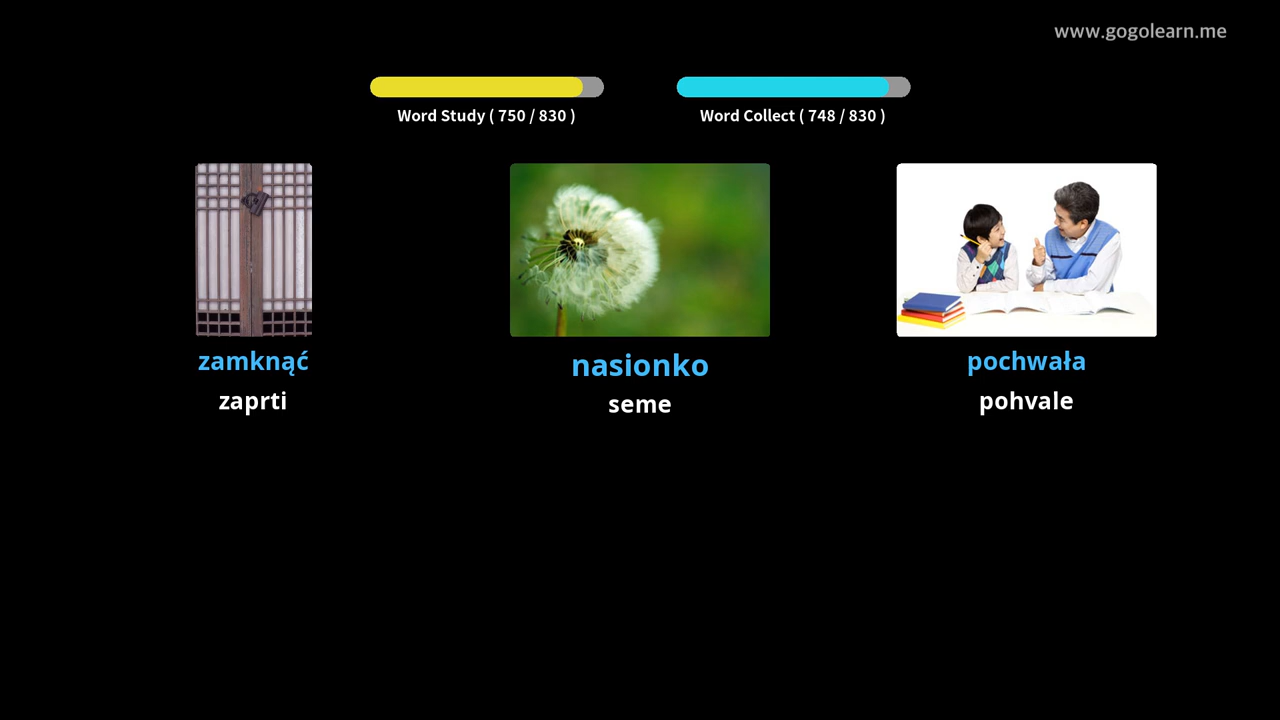 www.gogolearn.me
Word Study ( 750 / 830 )
Word Collect ( 748 / 830 )
zamknąć
nasionko
pochwała
zaprti
seme
pohvale